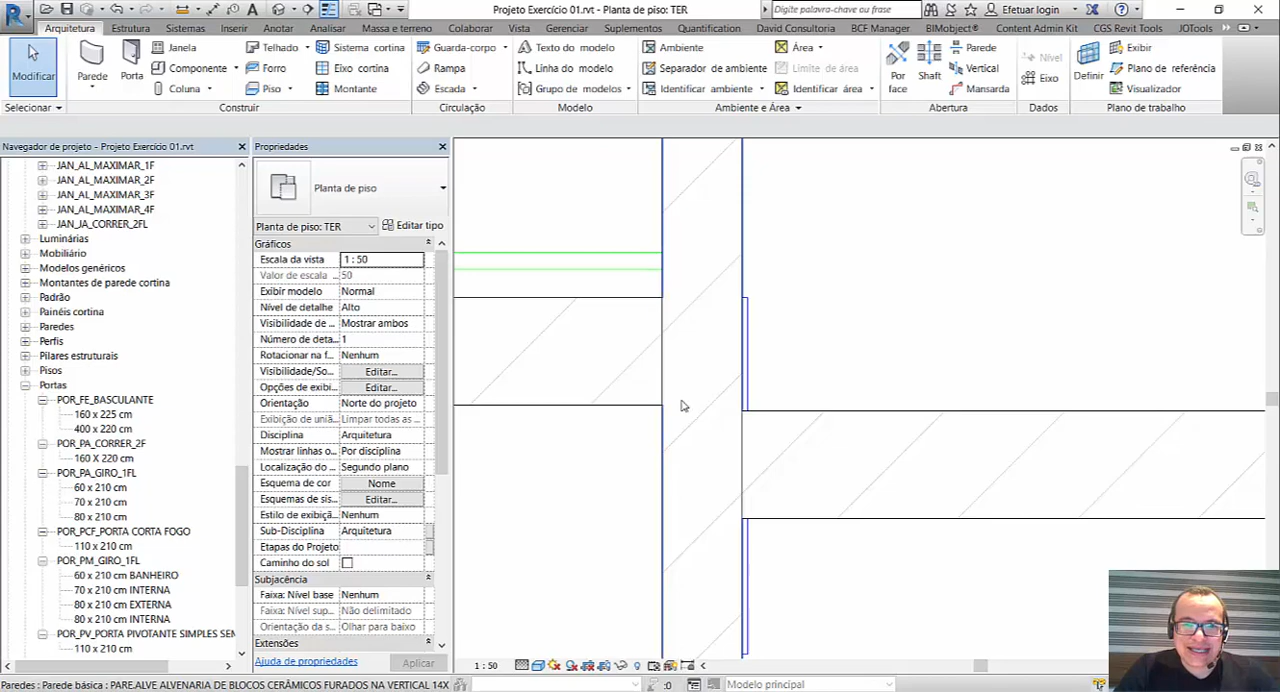 Projeto Exercício 01.rvt - Planta de piso: TER
Digite palavra-chave ou frase
Efetuar login
Arquitetura Estrutura Sistemas Inserir Anotar Analisar Massa e terreno Colaborar Vista Gerenciar Suplementos Quantification David Consultoria BCF Manager BIMobject® Content Admin Kit CGS Revit Tools JOTools
Modificar
Parede
Porta
Janela
Componente
Coluna
Telhado
Forro
Piso
Sistema cortina
Eixo cortina
Montante
Guarda-corpo
Rampa
Escada
Texto do modelo
Linha do modelo
Grupo de modelos
Ambiente
Separador de ambiente
Identificar ambiente
Área
Limite de área
Identificar área
Por face
Shaft
Parede
Vertical
Mansarda
Nível
Eixo
Definir
Exibir
Plano de referência
Visualizador
Selecionar Construir Circulação Modelo Ambiente e Área Abertura Dados Plano de trabalho
Navegador de projeto - Projeto Exercício 01.rvt
JAN_AL_MAXIMAR_1F
JAN_AL_MAXIMAR_2F
JAN_AL_MAXIMAR_3F
JAN_AL_MAXIMAR_4F
JAN_JA_CORRER_2FL
Luminárias
Mobiliário
Modelos genéricos
Montantes de parede cortina
Padrão
Painéis cortina
Paredes
Perfis
Pilares estruturais
Pisos
Portas
POR_FE_BASCULANTE
160 x 225 cm
400 x 220 cm
POR_PA_CORRER_2F
160 X 220 cm
POR_PA_GIRO_1FL
60 x 210 cm
70 x 210 cm
80 x 210 cm
POR_PCF_PORTA CORTA FOGO
110 x 210 cm
POR_PM_GIRO_1FL
60 x 210 cm BANHEIRO
70 x 210 cm INTERNA
80 x 210 cm EXTERNA
80 x 210 cm INTERNA
POR_PV_PORTA PIVOTANTE SIMPLES SEM
110 x 210 cm
Propriedades
Planta de piso
Planta de piso: TER Editar tipo
Gráficos
Escala da vista 1 : 50
Valor de escala ... 50
Exibir modelo Normal
Nível de detalhe Alto
Visibilidade de ... Mostrar ambos
Número de deta... 1
Rotacionar na f... Nenhum
Visibilidade/So... Editar...
Opções de exibi... Editar...
Orientação Norte do projeto
Exibição de uniã... Limpar todas as ...
Disciplina Arquitetura
Mostrar linhas o... Por disciplina
Localização do ... Segundo plano
Esquema de cor Nome
Esquemas de sis... Editar...
Estilo de exibiçã... Nenhum
Sub-Disciplina Arquitetura
Etapas do Projeto
Caminho do sol
Subjacência
Faixa: Nível base Nenhum
Faixa: Nível sup... Não delimitado
Orientação da s... Olhar para baixo
Extensões
Ajuda de propriedades Aplicar
1 : 50
Paredes : Parede básica : PARE.ALVE ALVENARIA DE BLOCOS CERÂMICOS FURADOS NA VERTICAL 14X
:0
Modelo principal